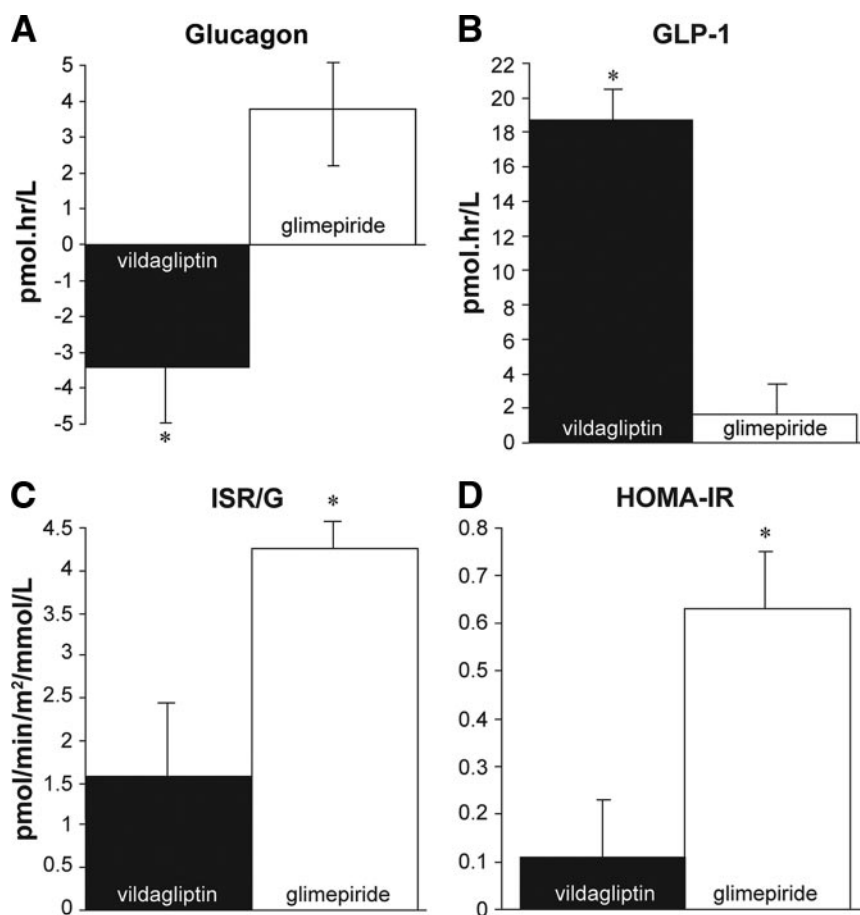 A
Glucagon
pmol.hr/L
5
4
3
2
1
0
-1
-2
-3
-4
-5
vildagliptin
glimepiride
*
B
GLP-1
pmol.hr/L
22
20
18
16
14
12
10
8
6
4
2
0
*
vildagliptin
glimepiride
C
ISR/G
pmol/min/m²/mmol/L
4.5
4
3.5
3
2.5
2
1.5
1
0.5
0
*
vildagliptin
glimepiride
D
HOMA-IR
0.8
0.7
0.6
0.5
0.4
0.3
0.2
0.1
0
*
vildagliptin
glimepiride